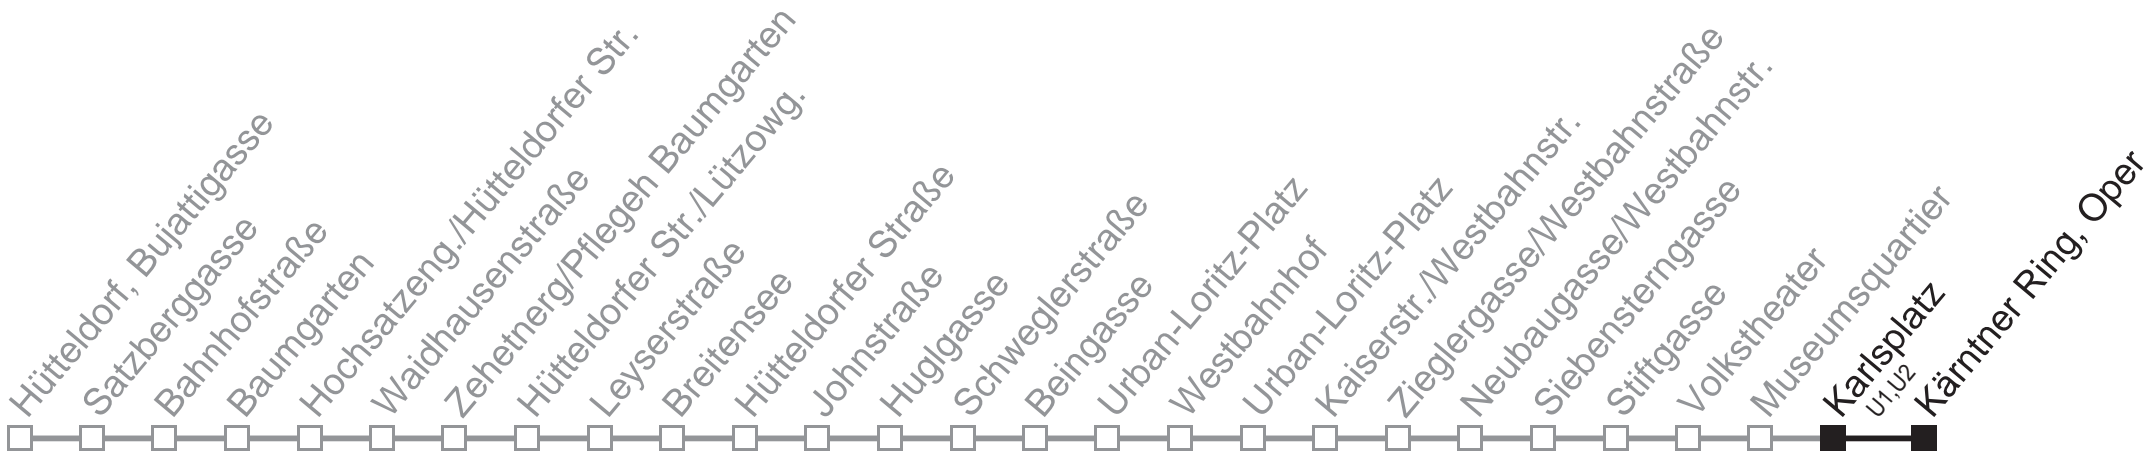 Hütteldorf, Bujattigasse
Satzberggasse
Bahnhofstraße
Baumgarten
Hochsatzeng./Hütteldorfer Str.
Waidhausenstraße
Zehetnerg/Pflegeh Baumgarten
Hütteldorfer Str./Lützowg.
Leyserstraße
Breitensee
Hütteldorfer Straße
Johnstraße
Huglgasse
Schweglerstraße
Beingasse
Urban-Loritz-Platz
Westbahnhof
Urban-Loritz-Platz
Kaiserstr./Westbahnstr.
Zieglergasse/Westbahnstraße
Neubaugasse/Westbahnstr.
Siebensterngasse
Stiftgasse
Volkstheater
Museumsquartier
Karlsplatz
U1,U2
Kärntner Ring, Oper